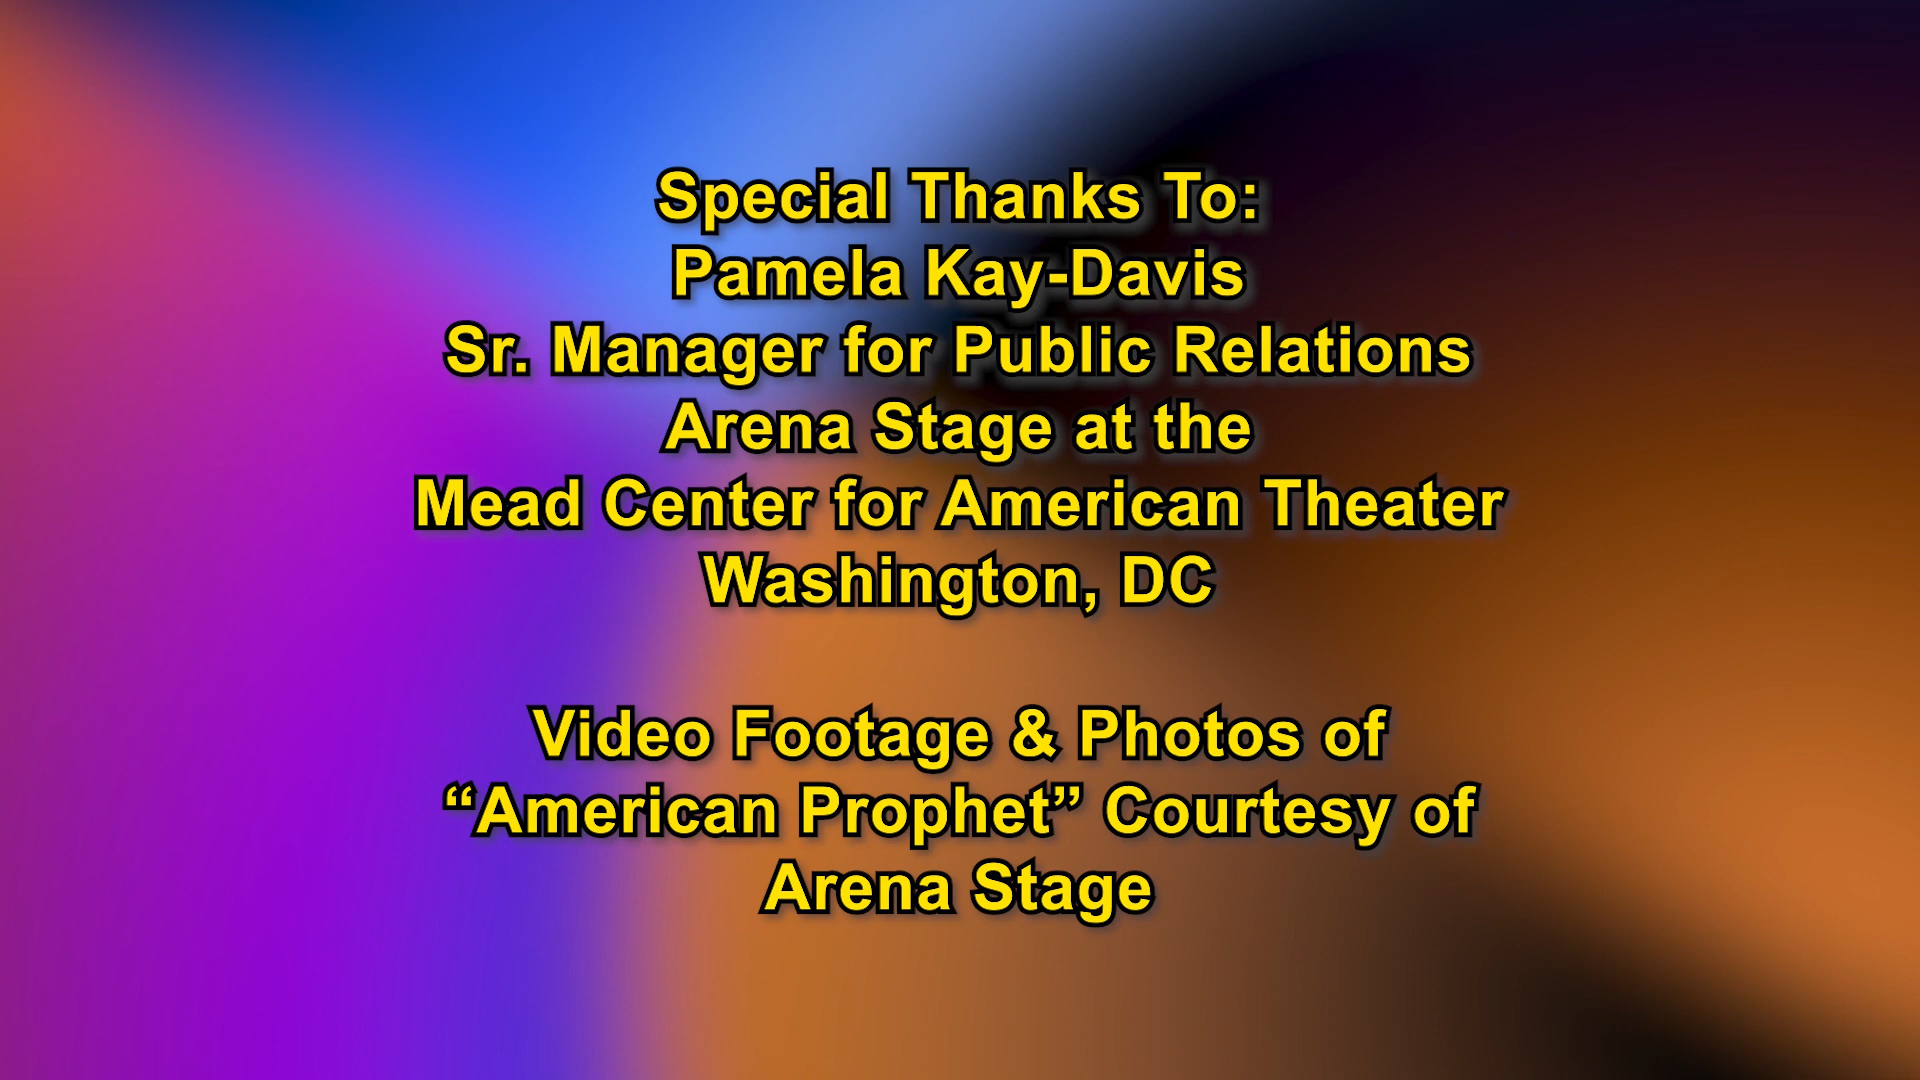 Special Thanks To:
Pamela Kay-Davis
Sr. Manager for Public Relations
Arena Stage at the
Mead Center for American Theater
Washington, DC
Video Footage & Photos of
“American Prophet” Courtesy of
Arena Stage